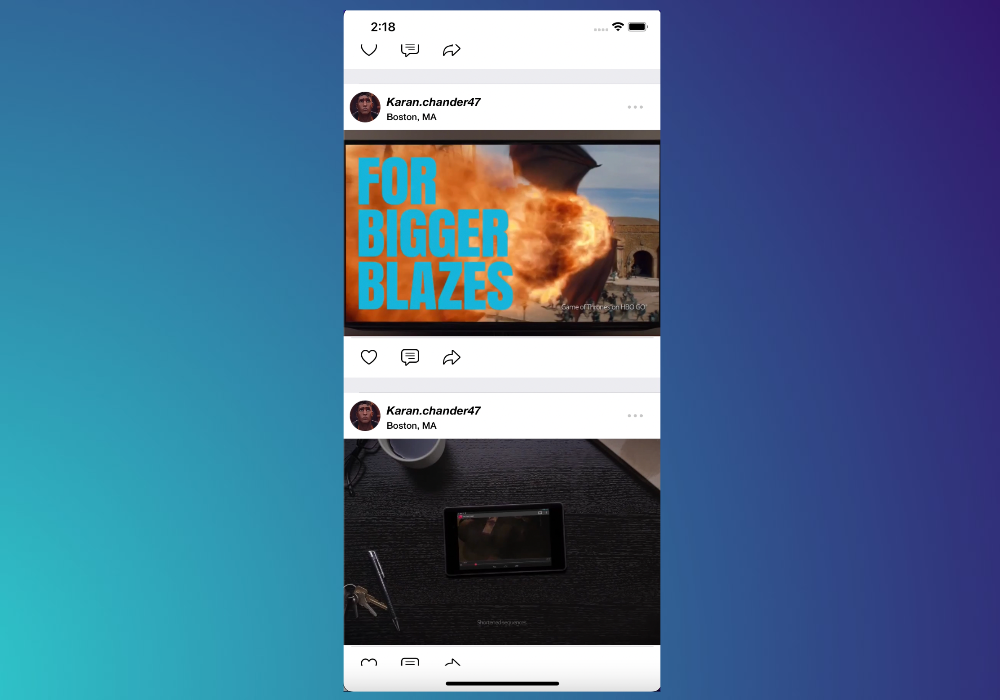 2:18
Karan.chander47
Boston, MA
FOR
BIGGER
BLAZES
Game of Thrones on HBO GO
Karan.chander47
Boston, MA